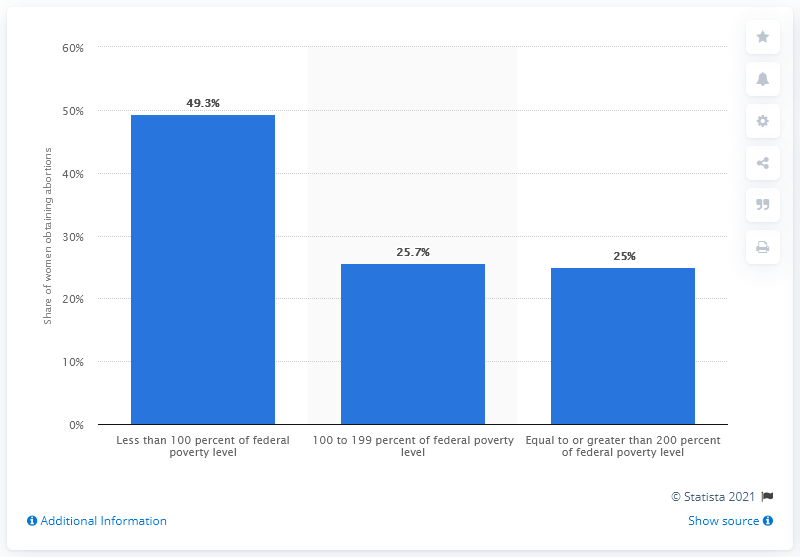 60%
50%
40%
30%
20%
10%
0%
Share of women obtaining abortions
49.3%
25.7%
25%
Less than 100 percent of federal
poverty level
100 to 199 percent of federal poverty
level
Equal to or greater than 200 percent
of federal poverty level
© Statista 2021
Additional Information
Show source